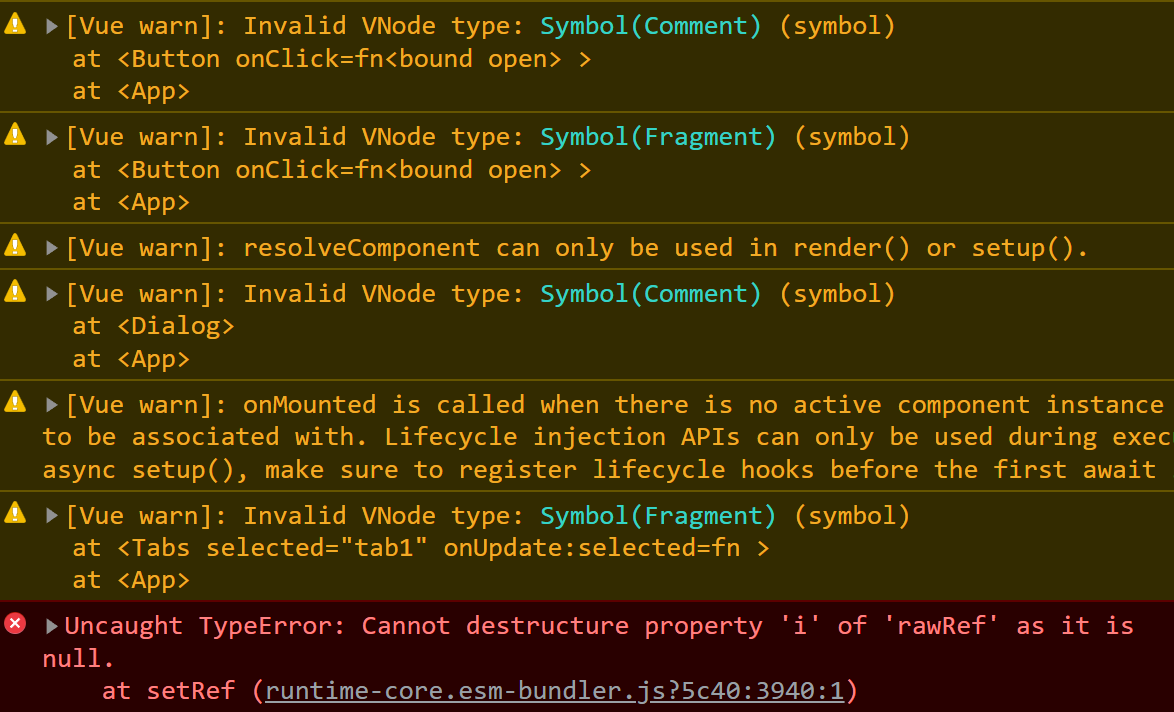 [Vue warn]: Invalid VNode type: Symbol(Comment) (symbol)
at <Button onClick=fn<bound open> >
at <App>
[Vue warn]: Invalid VNode type: Symbol(Fragment) (symbol)
at <Button onClick=fn<bound open> >
at <App>
[Vue warn]: resolveComponent can only be used in render() or setup().
[Vue warn]: Invalid VNode type: Symbol(Comment) (symbol)
at <Dialog>
at <App>
[Vue warn]: onMounted is called when there is no active component instance
to be associated with. Lifecycle injection APIs can only be used during
async setup(), make sure to register lifecycle hooks before the first await
[Vue warn]: Invalid VNode type: Symbol(Fragment) (symbol)
at <Tabs selected="tab1" onUpdate:selected=fn >
at <App>
Uncaught TypeError: Cannot destructure property 'i' of 'rawRef' as it is
null.
at setRef (runtime-core.esm-bundler.js?5c40:3940:1)